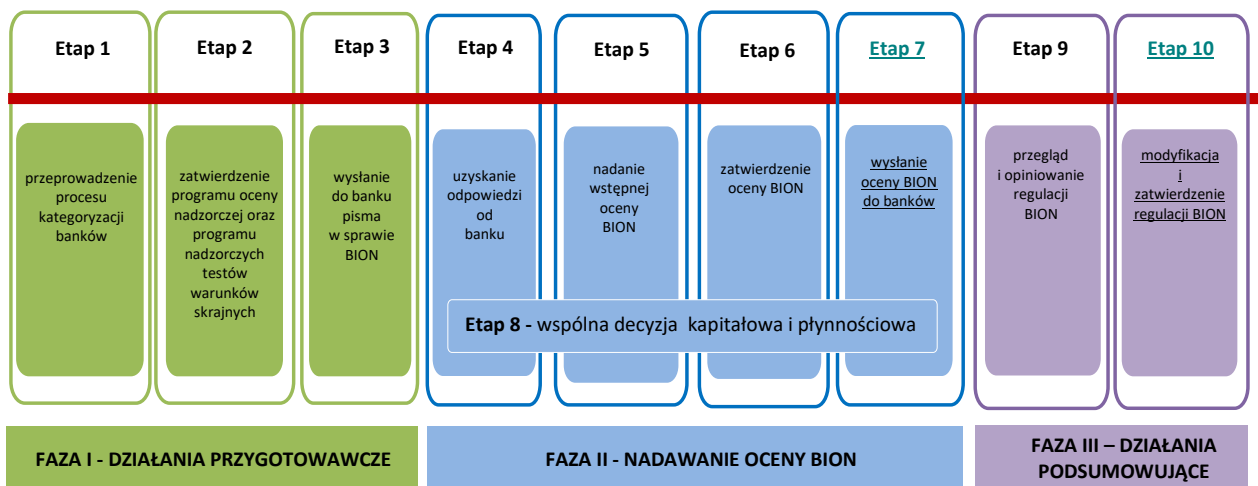 Etap 1
Etap 2
Etap 3
Etap 4
Etap 5
Etap 6
Etap 7
Etap 9
Etap 10
przeprowadzenie
procesu
kategoryzacji
banków
zatwierdzenie
programu oceny
nadzorczej oraz
programu
nadzorczych
testów
warunków
skrajnych
wysłanie
do banku
pisma
w sprawie
BION
uzyskanie
odpowiedzi
od
banku
nadanie
wstępnej
oceny
BION
zatwierdzenie
oceny BION
wysłanie
oceny BION
do banków
przegląd
i opiniowanie
regulacji
BION
modyfikacja
i
zatwierdzenie
regulacji BION
Etap 8 - wspólna decyzja kapitałowa i płynnościowa
FAZA I - DZIAŁANIA PRZYGOTOWAWCZE
FAZA II - NADAWANIE OCENY BION
FAZA III – DZIAŁANIA
PODSUMOWUJĄCE